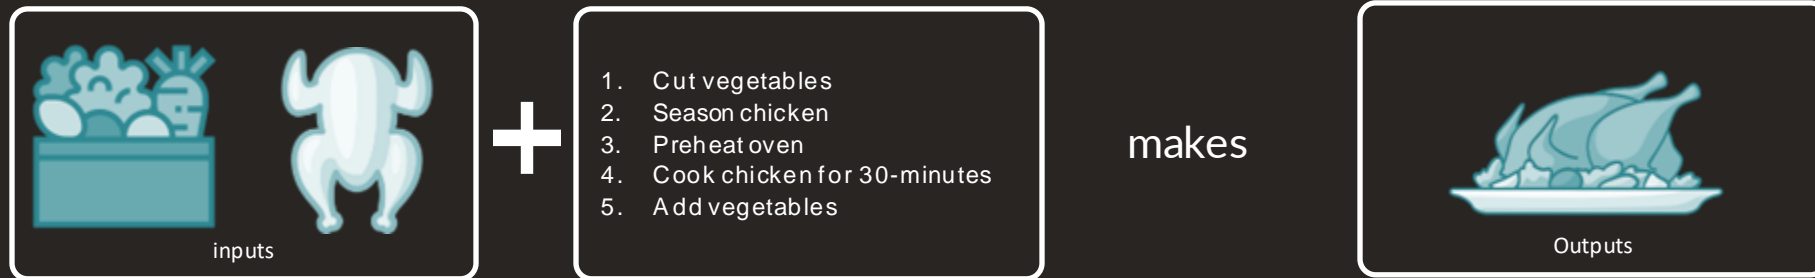 inputs
+
1. Cut vegetables
2. Season chicken
3. Preheat oven
4. Cook chicken for 30-minutes
5. Add vegetables
makes
Outputs